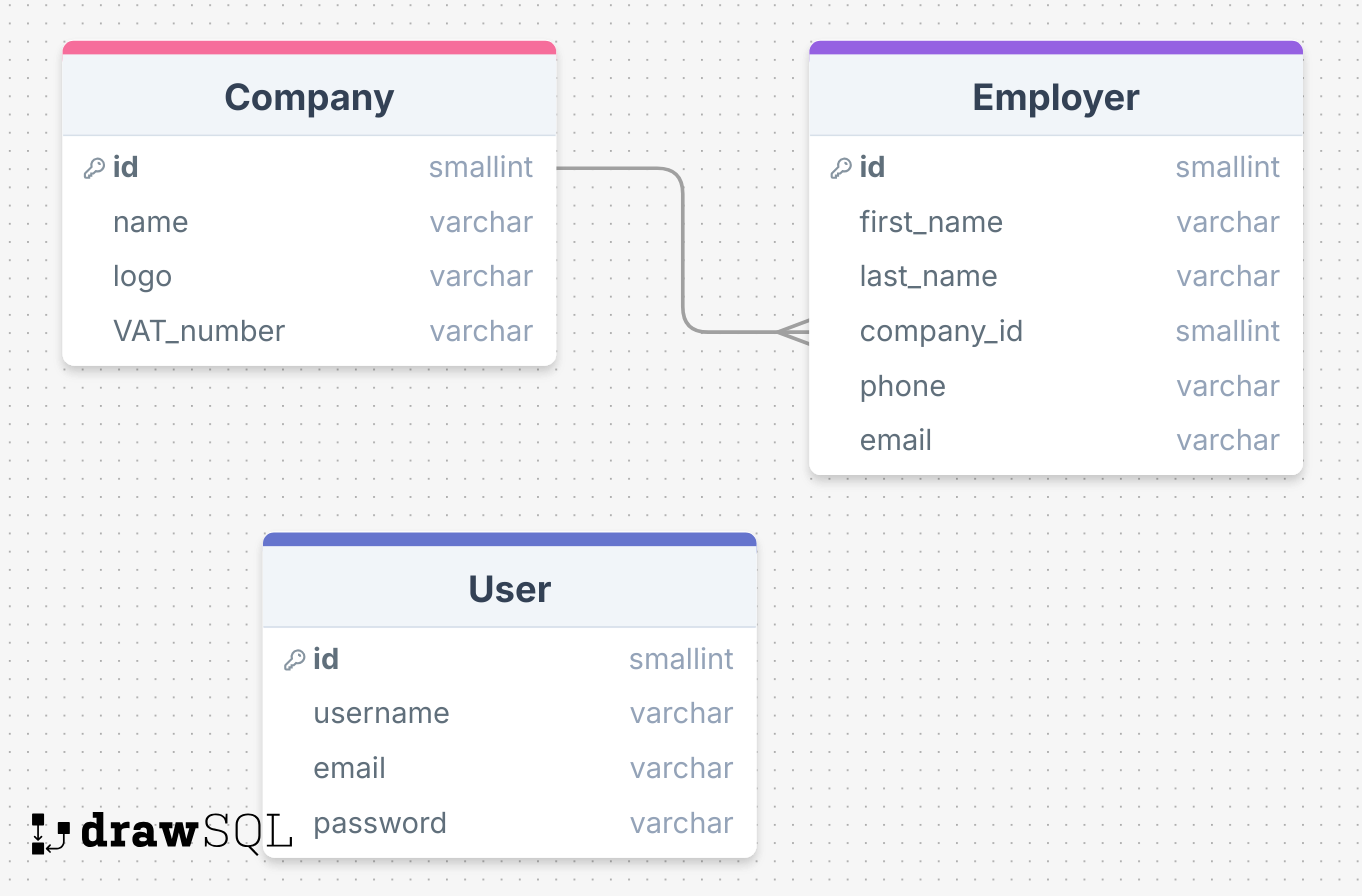 Company
id smallint
name varchar
logo varchar
VAT_number varchar
Employer
id smallint
first_name varchar
last_name varchar
company_id smallint
phone varchar
email varchar
User
id smallint
username varchar
email varchar
password varchar
drawSQL